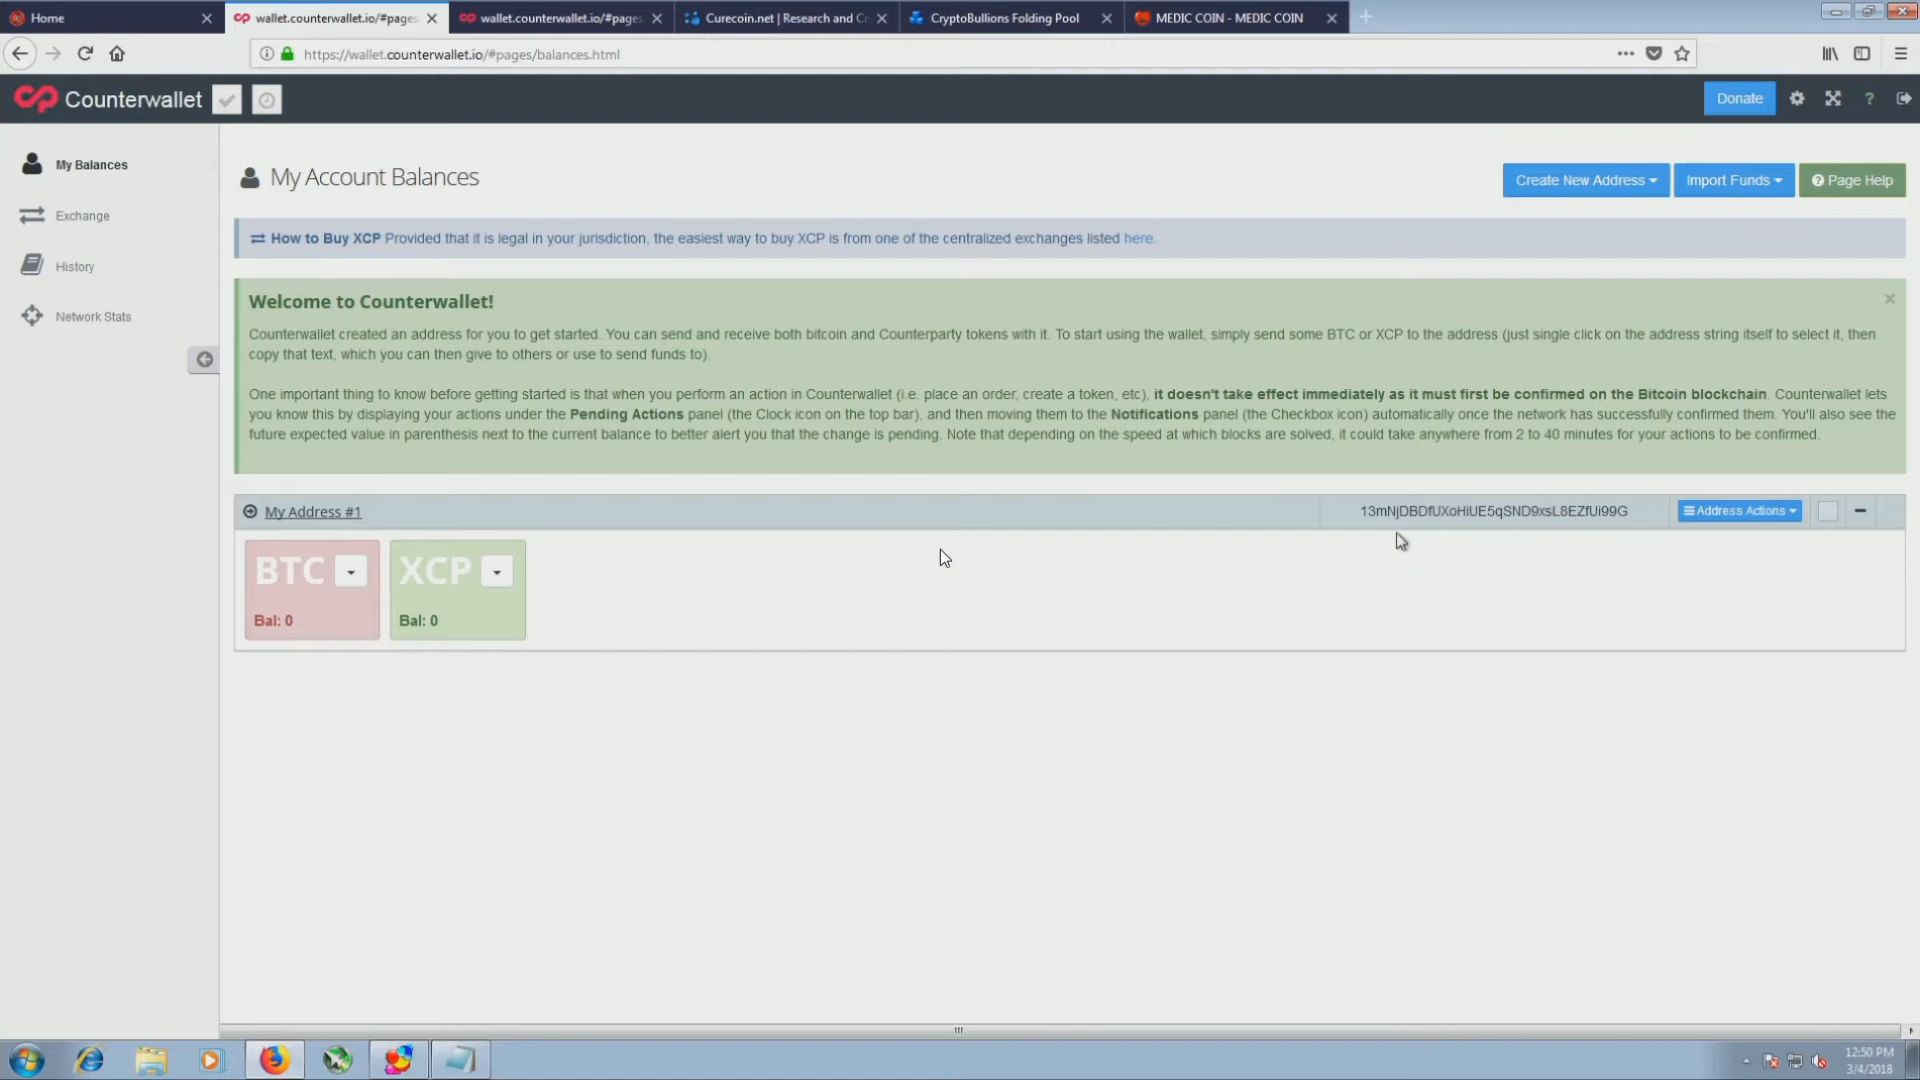 Home
wallet.counterwallet.io/#pages
wallet.counterwallet.io/#pages
Curecoin.net | Research and Cr
CryptoBullions Folding Pool
MEDIC COIN - MEDIC COIN
https://wallet.counterwallet.io/#pages/balances.html
Counterwallet
Donate
My Balances
Exchange
History
Network Stats
My Account Balances
Create New Address
Import Funds
Page Help
How to Buy XCP Provided that it is legal in your jurisdiction, the easiest way to buy XCP is from one of the centralized exchanges listed here.
Welcome to Counterwallet!
Counterwallet created an address for you to get started. You can send and receive both bitcoin and Counterparty tokens with it. To start using the wallet, simply send some BTC or XCP to the address (just single click on the address string itself to select it, then
copy that text, which you can then give to others or use to send funds to).
One important thing to know before getting started is that when you perform an action in Counterwallet (i.e. place an order, create a token, etc), it doesn't take effect immediately as it must first be confirmed on the Bitcoin blockchain. Counterwallet lets
you know this by displaying your actions under the Pending Actions panel (the Clock icon on the top bar), and then moving them to the Notifications panel (the Checkbox icon) automatically once the network has successfully confirmed them. You'll also see the
future expected value in parenthesis next to the current balance to better alert you that the change is pending. Note that depending on the speed at which blocks are solved, it could take anywhere from 2 to 40 minutes for your actions to be confirmed.
My Address #1
13mNjDBDfUXoHiUE5qSND9xsL8EZfUi99G
Address Actions
BTC
Bal: 0
XCP
Bal: 0
12:50 PM
3/4/2018